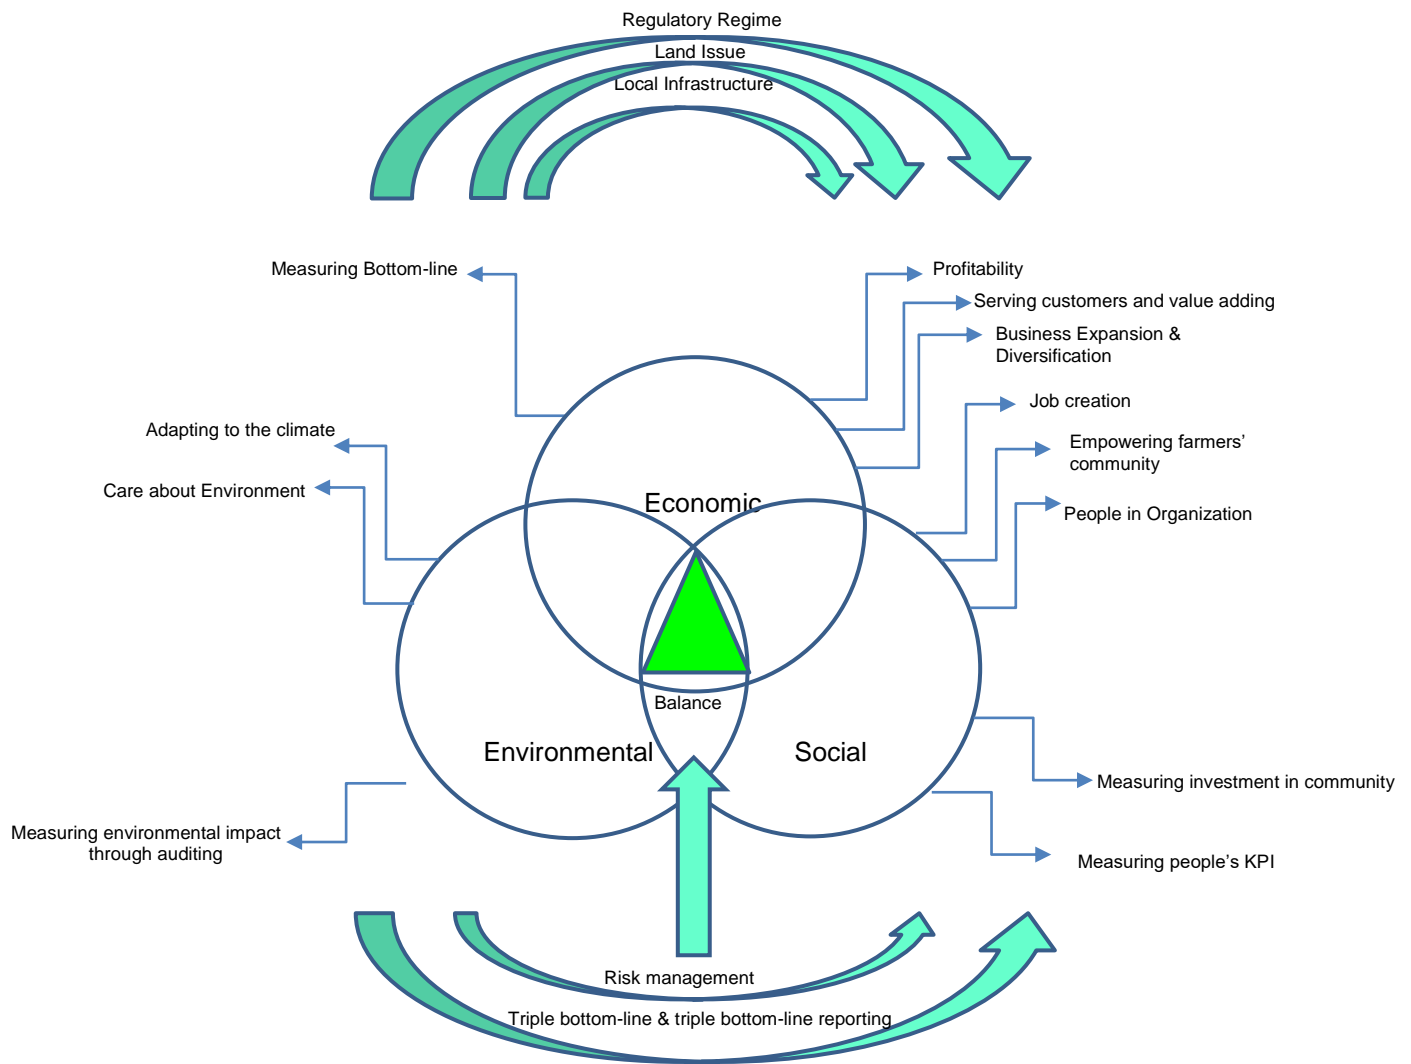 Regulatory Regime
Land Issue
Local Infrastructure
Measuring Bottom-line
Profitability
Serving customers and value adding
Business Expansion &
Diversification
Job creation
Adapting to the climate
Empowering farmers’
community
Care about Environment
People in Organization
Economic
Balance
Environmental
Social
Measuring investment in community
Measuring environmental impact
through auditing
Measuring people’s KPI
Risk management
Triple bottom-line & triple bottom-line reporting